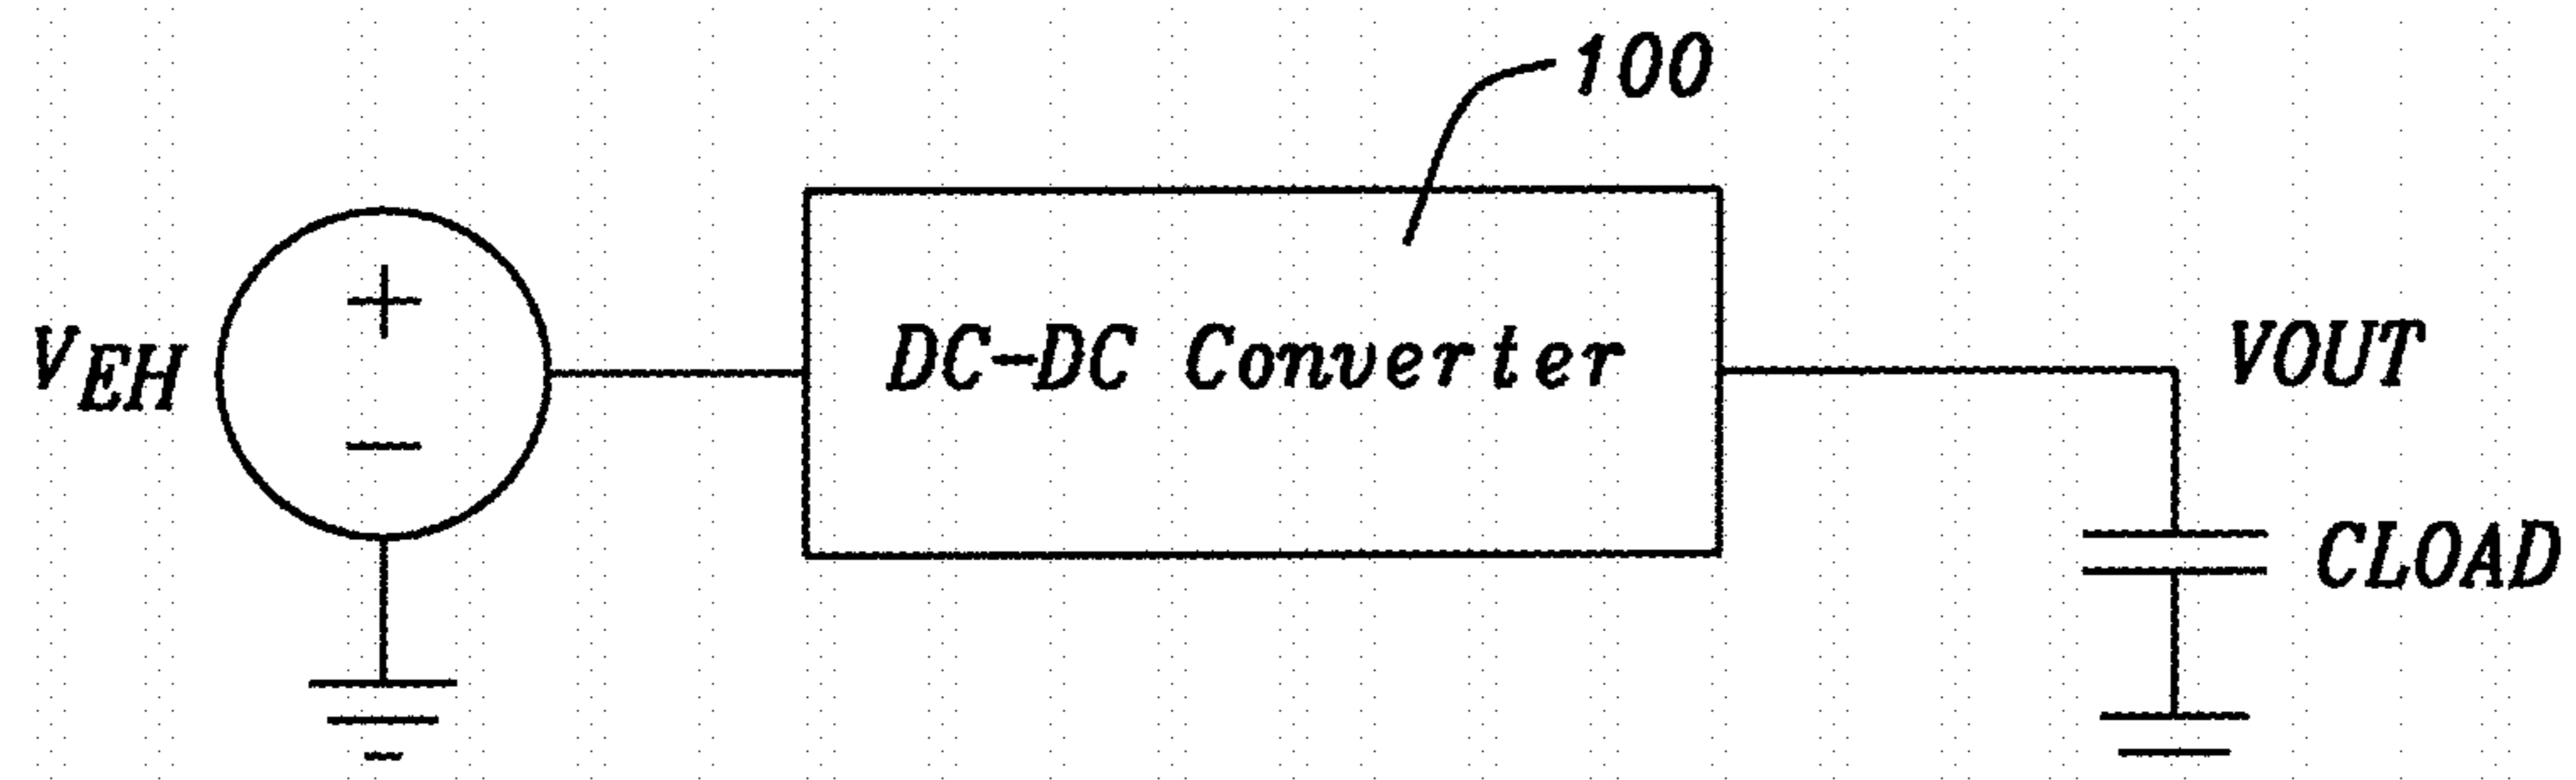 100
VEH
+
−
DC-DC Converter
VOUT
CLOAD